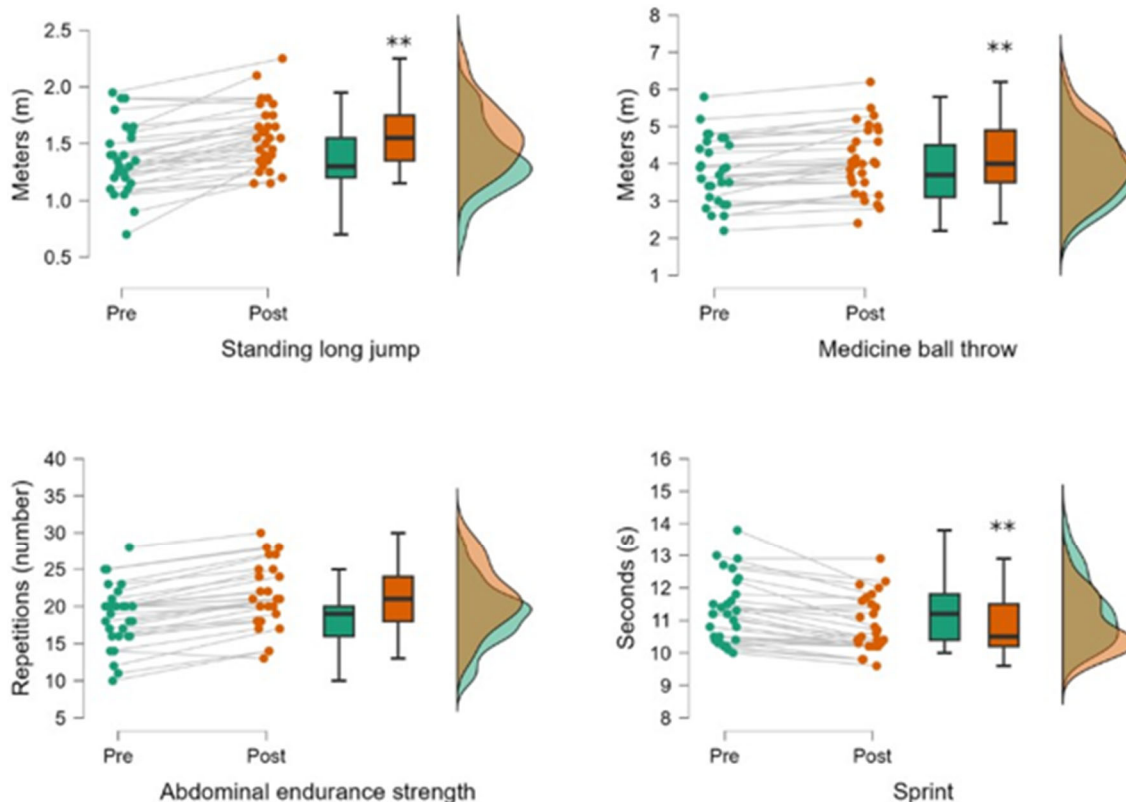 2.5
2.0
1.5
1.0
0.5
Meters (m)
**
Pre
Post
Standing long jump
8
7
6
5
4
3
2
1
Meters (m)
**
Pre
Post
Medicine ball throw
40
35
30
25
20
15
10
5
Repetitions (number)
Pre
Post
Abdominal endurance strength
16
15
14
13
12
11
10
9
8
Seconds (s)
**
Pre
Post
Sprint